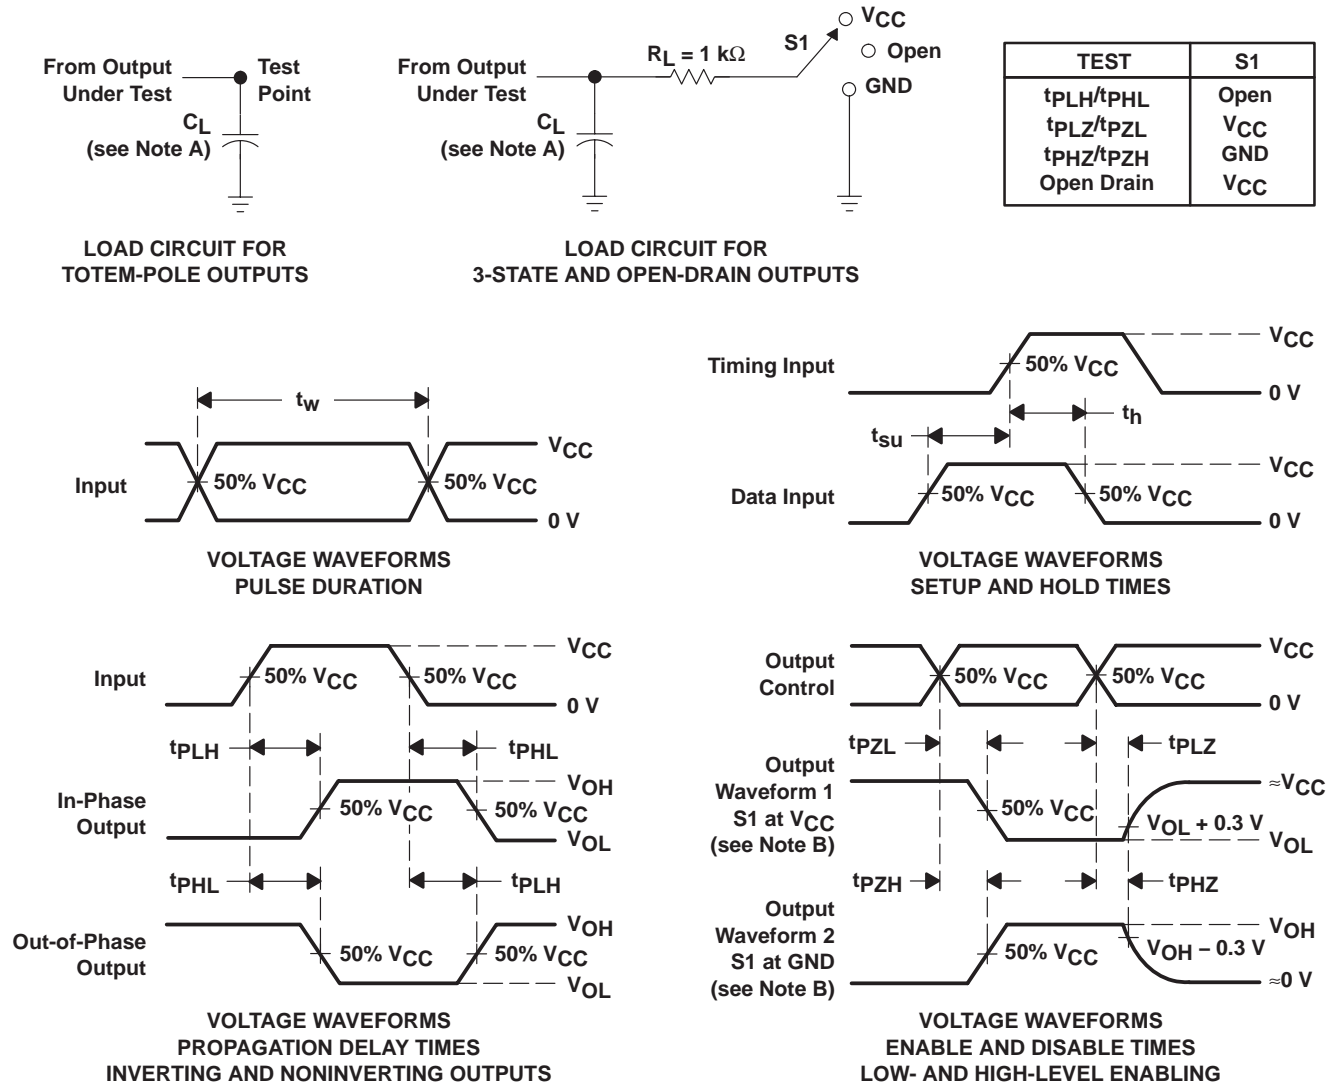 From Output
Under Test
Test
Point
CL
(see Note A)
LOAD CIRCUIT FOR
TOTEM-POLE OUTPUTS
From Output
Under Test
RL = 1 kΩ
S1
VCC
Open
GND
CL
(see Note A)
LOAD CIRCUIT FOR
3-STATE AND OPEN-DRAIN OUTPUTS
TEST S1
tPLH/tPHL Open
tPLZ/tPZL VCC
tPHZ/tPZH GND
Open Drain VCC
tw
Input
50% VCC
50% VCC
VCC
0 V
VOLTAGE WAVEFORMS
PULSE DURATION
Timing Input
50% VCC
VCC
0 V
tsu
th
Data Input
50% VCC
50% VCC
VCC
0 V
VOLTAGE WAVEFORMS
SETUP AND HOLD TIMES
Input
50% VCC
50% VCC
VCC
0 V
tPLH
tPHL
In-Phase
Output
50% VCC
50% VCC
VOH
VOL
tPHL
tPLH
Out-of-Phase
Output
50% VCC
50% VCC
VOH
VOL
VOLTAGE WAVEFORMS
PROPAGATION DELAY TIMES
INVERTING AND NONINVERTING OUTPUTS
Output
Control
50% VCC
50% VCC
VCC
0 V
tPZL
tPLZ
Output
Waveform 1
S1 at VCC
(see Note B)
50% VCC
≈VCC
VOL + 0.3 V
VOL
tPZH
tPHZ
Output
Waveform 2
S1 at GND
(see Note B)
50% VCC
VOH
VOH – 0.3 V
≈0 V
VOLTAGE WAVEFORMS
ENABLE AND DISABLE TIMES
LOW- AND HIGH-LEVEL ENABLING